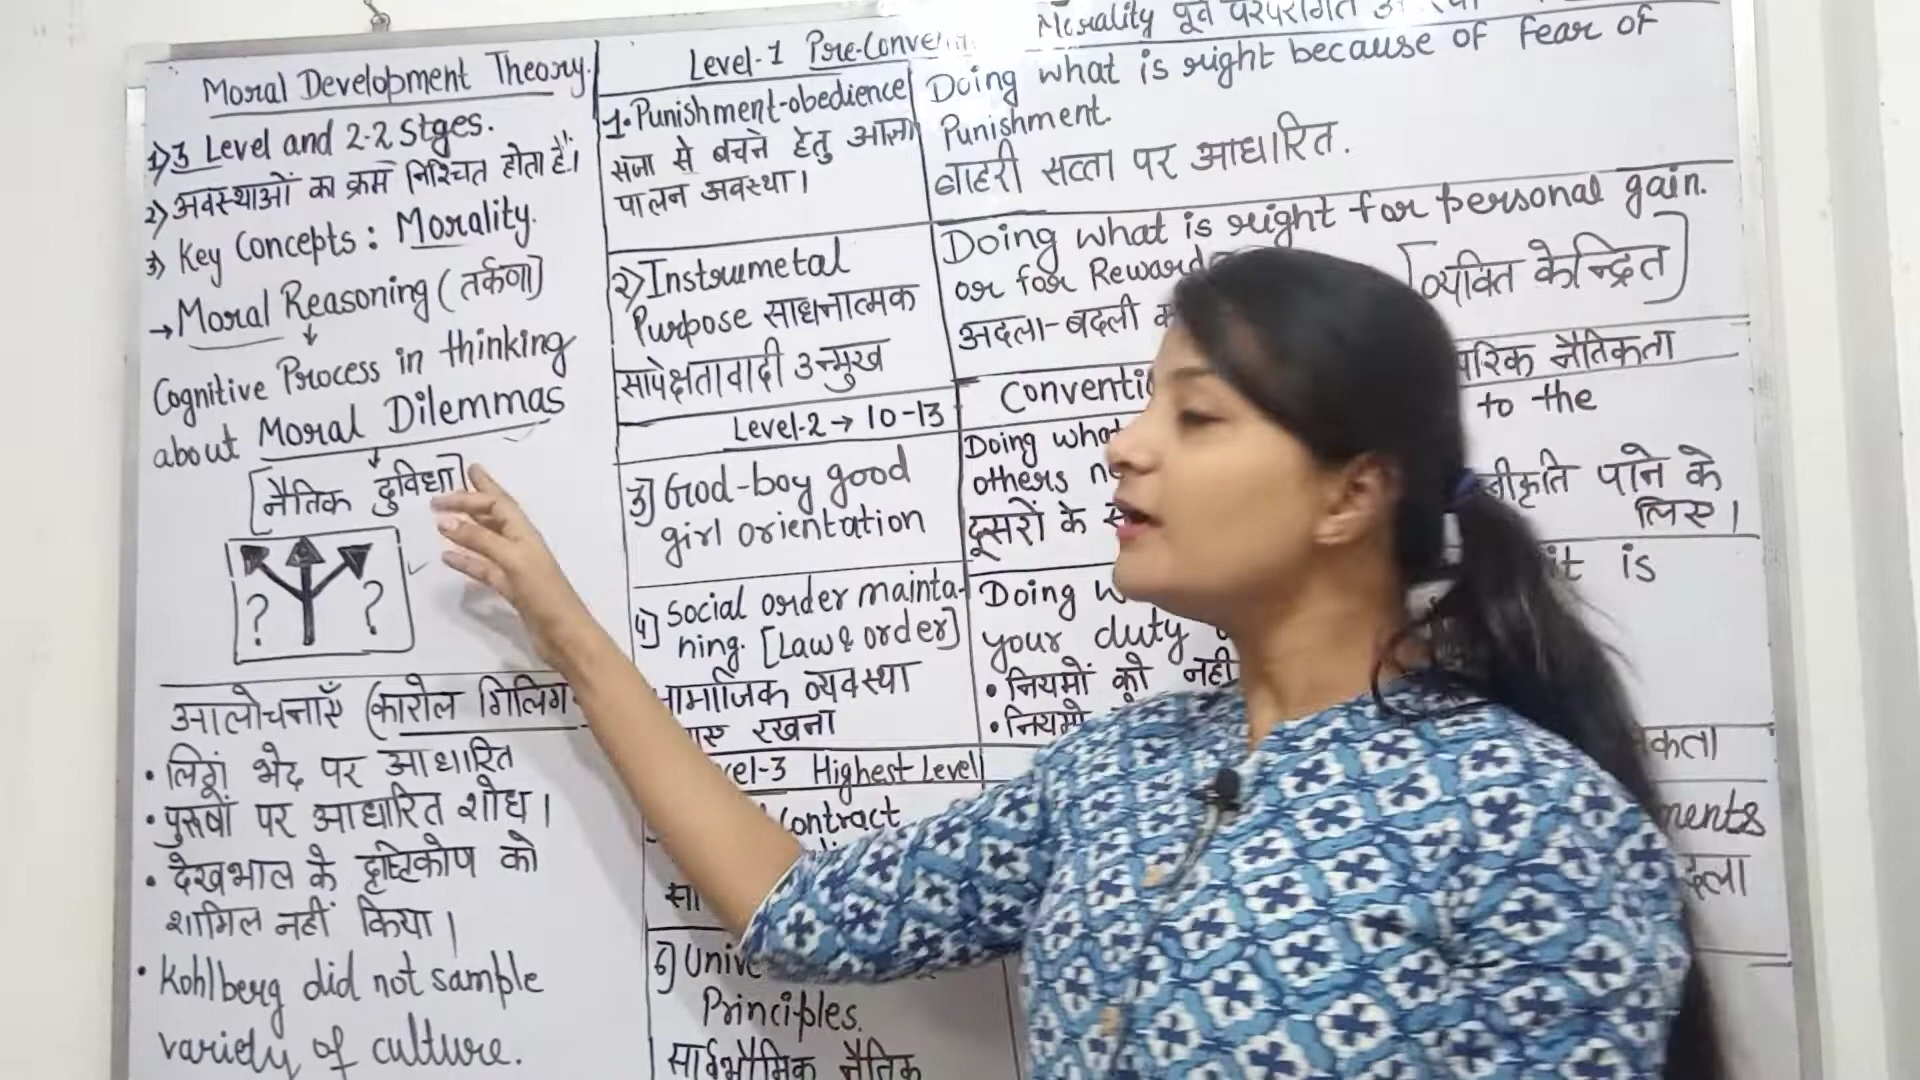 Moral Development Theory.
1) 3 Level and 2-2 Stges.
2) अवस्थाओं का क्रम निश्चित होता है।
3) Key Concepts: Morality.
→ Moral Reasoning (तर्कणा)
Cognitive Process in thinking
about Moral Dilemmas
[नैतिक दुविधा]
? ?
आलोचनाएँ (कारोल गिलिग
• लिङ्गं भेद पर आधारित
• पुरुषों पर आधारित शोध।
• देखभाल के दृष्टिकोण को
शामिल नहीं किया।
• Kohlberg did not sample
variety of culture.
Level-1 Pre-Conve
Morality पूर्व परंपरागत
1. Punishment-obedience
सजा से बचने हेतु आज्ञा
पालन अवस्था।
Doing what is right because of fear of
Punishment.
बाहरी सत्ता पर आधारित.
2) Instrumetal
Purpose साधनात्मक
सापेक्षतावादी उन्मुख
Doing what is right for personal gain.
or for Reward
[व्यक्ति केन्द्रित]
अदला-बदली
Level-2 → 10-13
Conventi
रिक नैतिकता
3] God-boy good
girl orientation
Doing what
to the
others ne
दूसरों के
पाने के
लिए।
4] Social order mainta-
ning. [Law & order]
व्यवस्था
रखना
Doing w
it is
your duty
• नियमों को नहीं
• नियमो
vel-3 Highest Level
कता
Contract
ments
सा
6] Unive
Principles.
सार्वभौमिक नैतिक